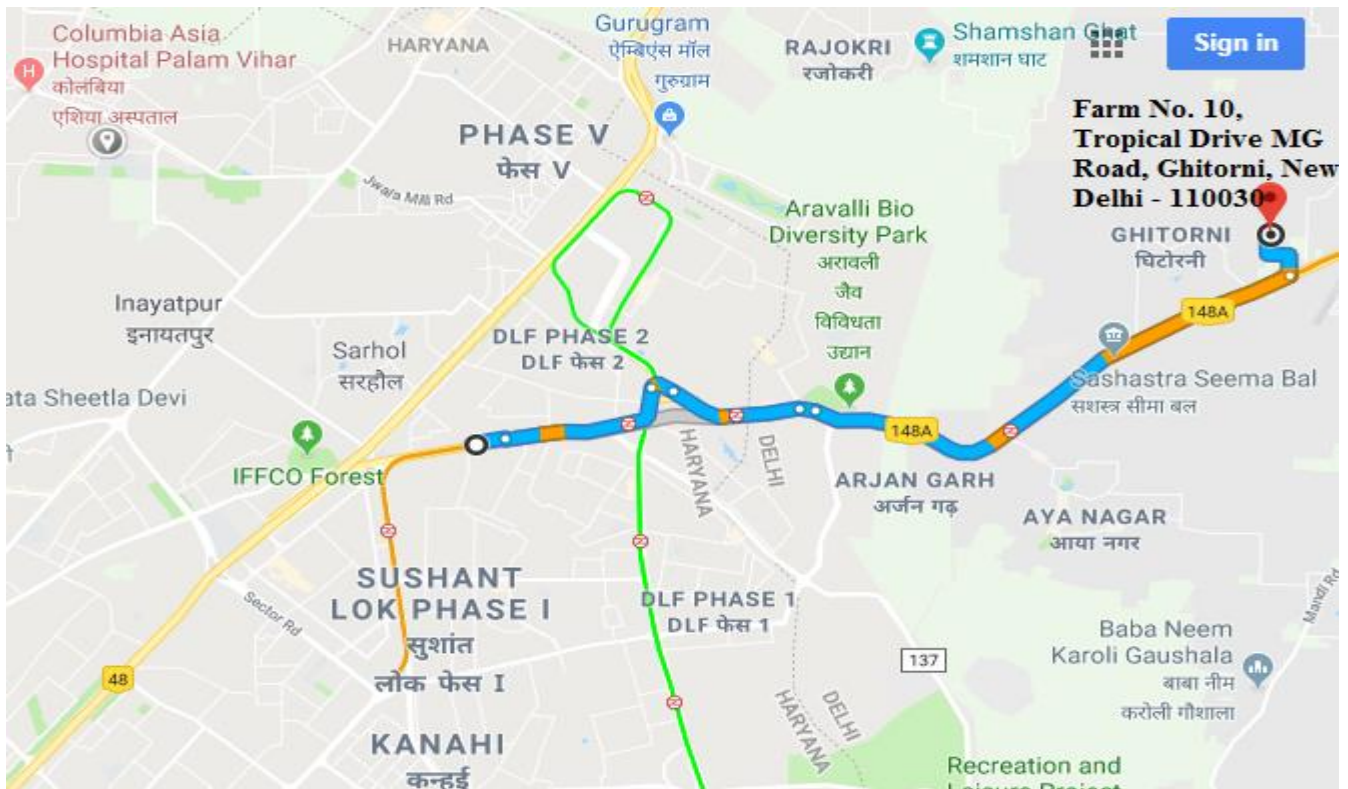 Columbia Asia
Hospital Palam Vihar
कोलंबिया
एशिया अस्पताल
HARYANA
Gurugram
ऐम्बिएंस मॉल
गुरुग्राम
RAJOKRI
रजोकरी
Shamshan Ghat
शमशान घाट
Sign in
Farm No. 10,
Tropical Drive MG
Road, Ghitorni, New
Delhi - 110030
PHASE V
फेस V
Jwala Mill Rd
Aravalli Bio
Diversity Park
अरावली
जैव
विविधता
उद्यान
GHITORNI
घिटोरनी
148A
Inayatpur
इनायतपुर
DLF PHASE 2
DLF फेस 2
Sarhol
सरहौल
Sashastra Seema Bal
सशस्त्र सीमा बल
ata Sheetla Devi
IFFCO Forest
HARYANA
DELHI
148A
ARJAN GARH
अर्जन गढ़
AYA NAGAR
आया नगर
SUSHANT
LOK PHASE I
सुशांत
लोक फेस I
Sector Rd
DLF PHASE 1
DLF फेस 1
Mandi Rd
Baba Neem
Karoli Gaushala
बाबा नीम
करोली गौशाला
137
48
HARYANA
DELHI
KANAHI
कन्हई
Recreation and
Leisure Project